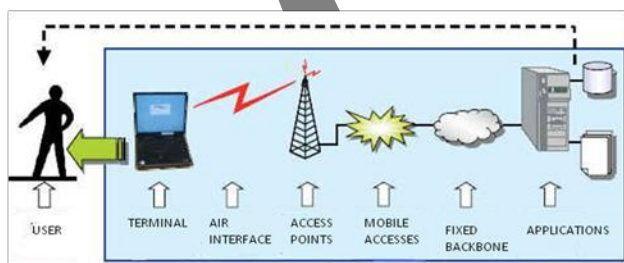 USER
TERMINAL
AIR
INTERFACE
ACCESS
POINTS
MOBILE
ACCESSES
FIXED
BACKBONE
APPLICATIONS